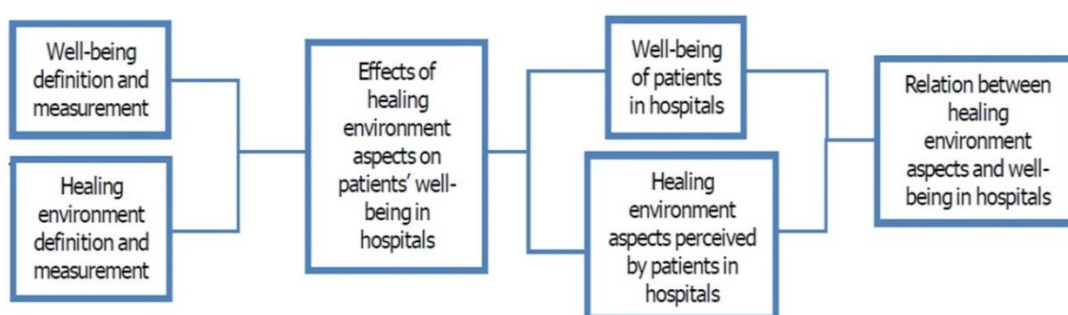 Well-being
definition and
measurement
Healing
environment
definition and
measurement
Effects of
healing
environment
aspects on
patients’ well-
being in
hospitals
Well-being
of patients
in hospitals
Healing
environment
aspects perceived
by patients in
hospitals
Relation between
healing
environment
aspects and well-
being in hospitals